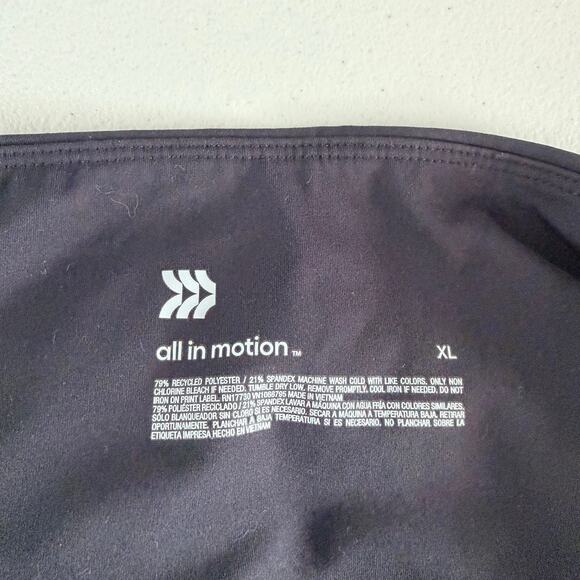 all in motion™ XL
79% RECYCLED POLYESTER / 21% SPANDEX MACHINE WASH COLD WITH LIKE COLORS. ONLY NON
CHLORINE BLEACH IF NEEDED. TUMBLE DRY LOW. REMOVE PROMPTLY. COOL IRON IF NEEDED. DO NOT
IRON ON PRINT LABEL. RN17730 VN1068795 MADE IN VIETNAM
79% POLIÉSTER RECICLADO / 21% SPANDEX LAVAR A MÁQUINA CON AGUA FRÍA CON COLORES SIMILARES.
SÓLO BLANQUEADOR SIN CLORO SI ES NECESARIO. SECAR A MÁQUINA A TEMPERATURA BAJA. RETIRAR
OPORTUNAMENTE. PLANCHAR A BAJA TEMPERATURA SI ES NECESARIO. NO PLANCHAR SOBRE LA
ETIQUETA IMPRESA HECHO EN VIETNAM